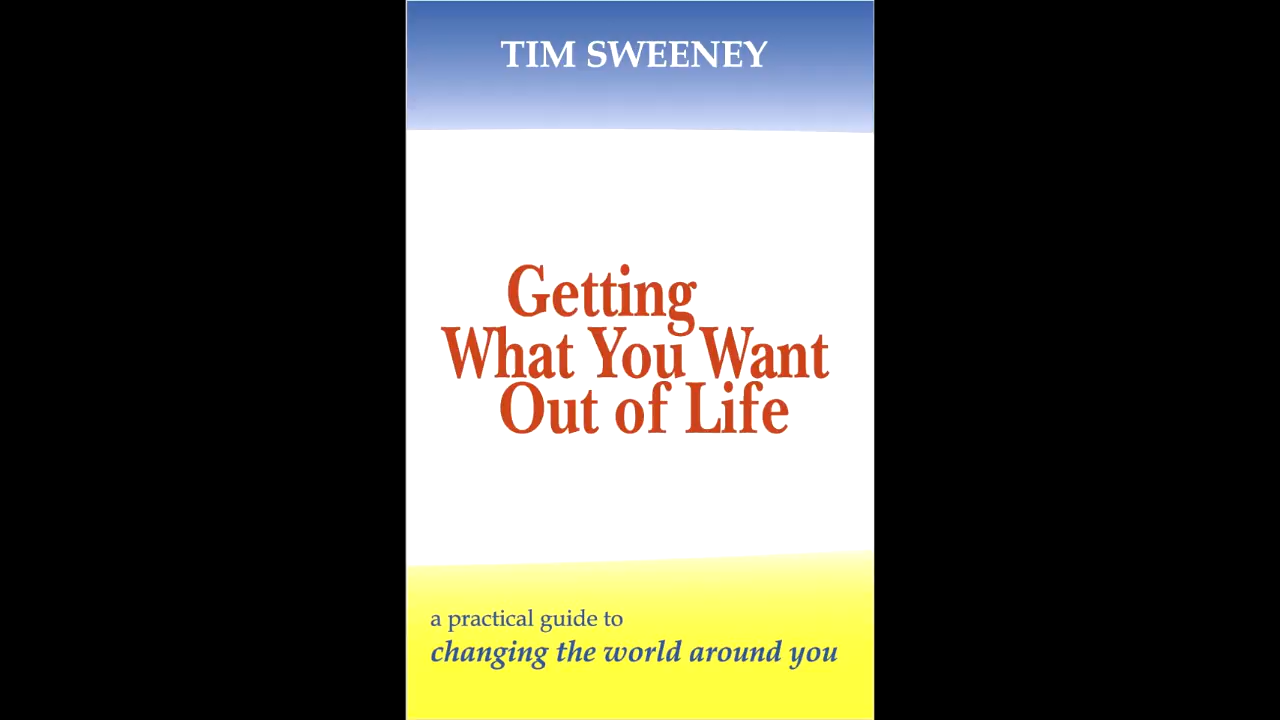 TIM SWEENEY
Getting
What You Want
Out of Life
a practical guide to
changing the world around you